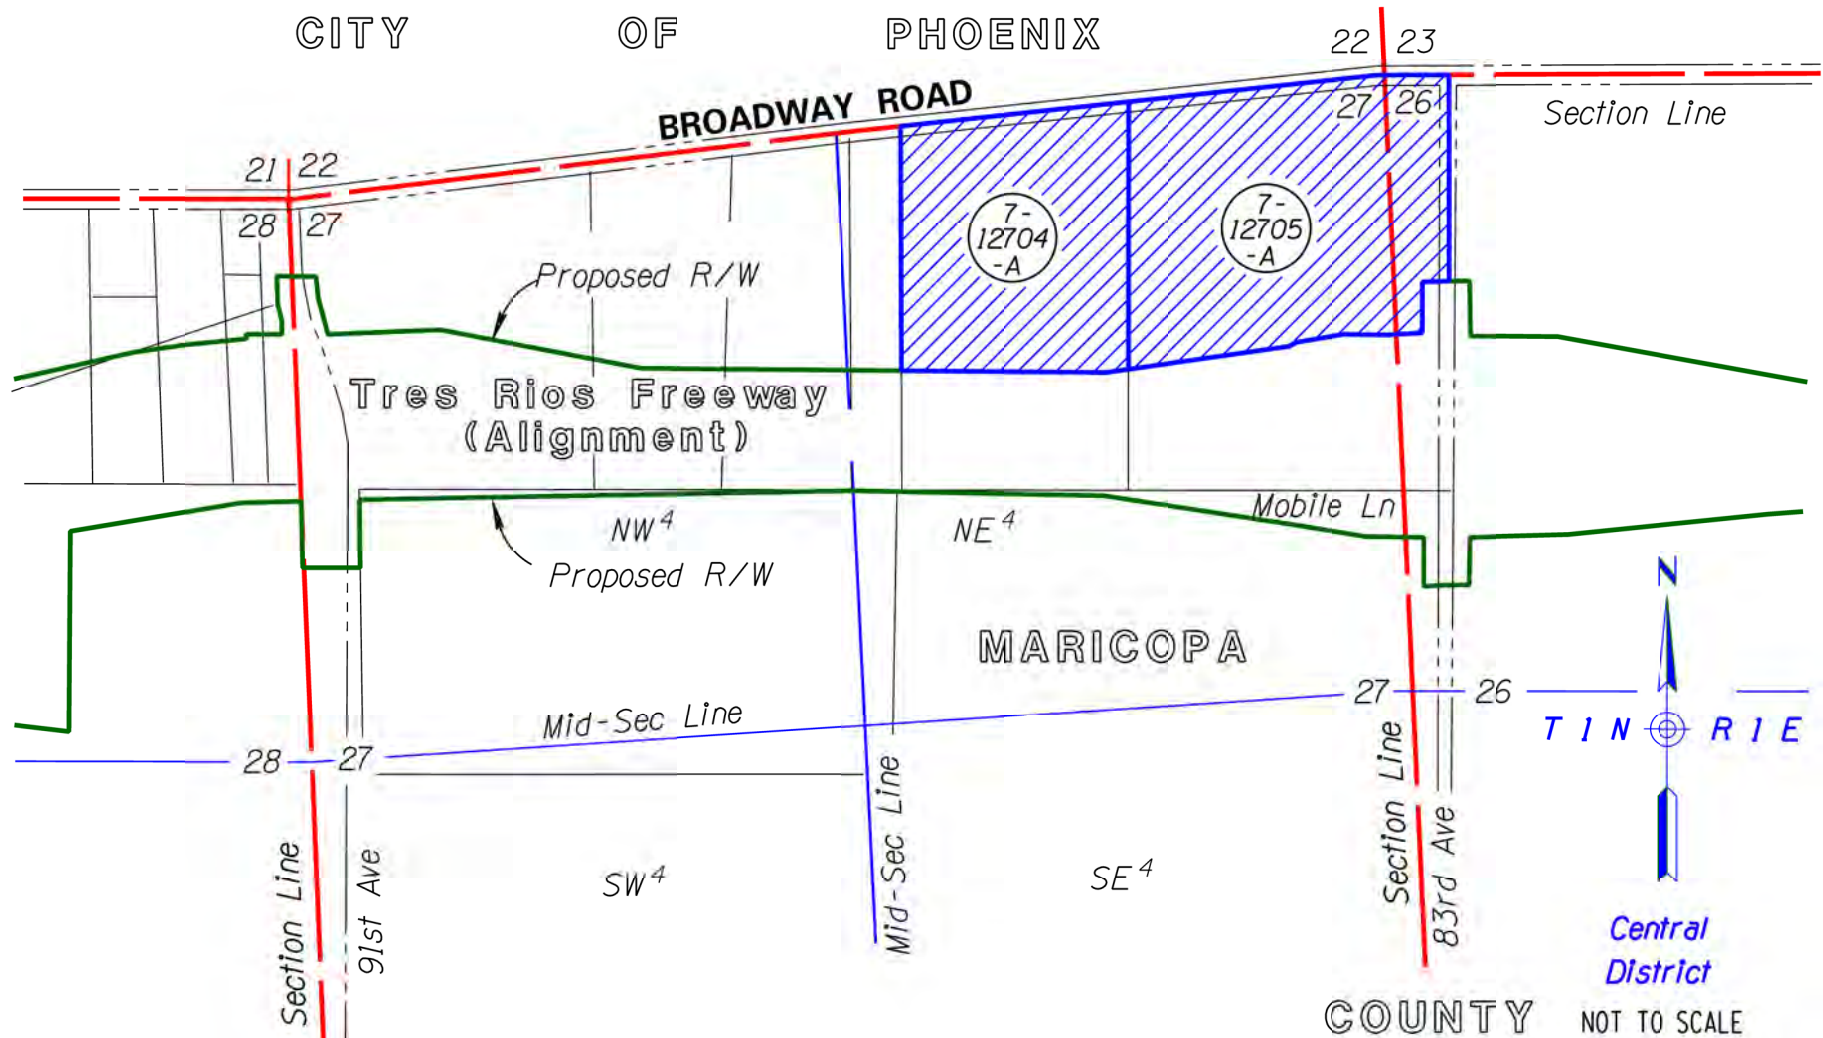 CITY OF PHOENIX
22 23
BROADWAY ROAD
27 26
Section Line
21 22
28 27
7-
12704
-A
7-
12705
-A
Proposed R/W
Tres Rios Freeway
(Alignment)
Mobile Ln
NW4
NE4
Proposed R/W
N
MARICOPA
27 26
Mid-Sec Line
T 1 N R 1 E
28 27
Section Line
91st Ave
Mid-Sec Line
Section Line
83rd Ave
SW4
SE4
Central
District
COUNTY
NOT TO SCALE